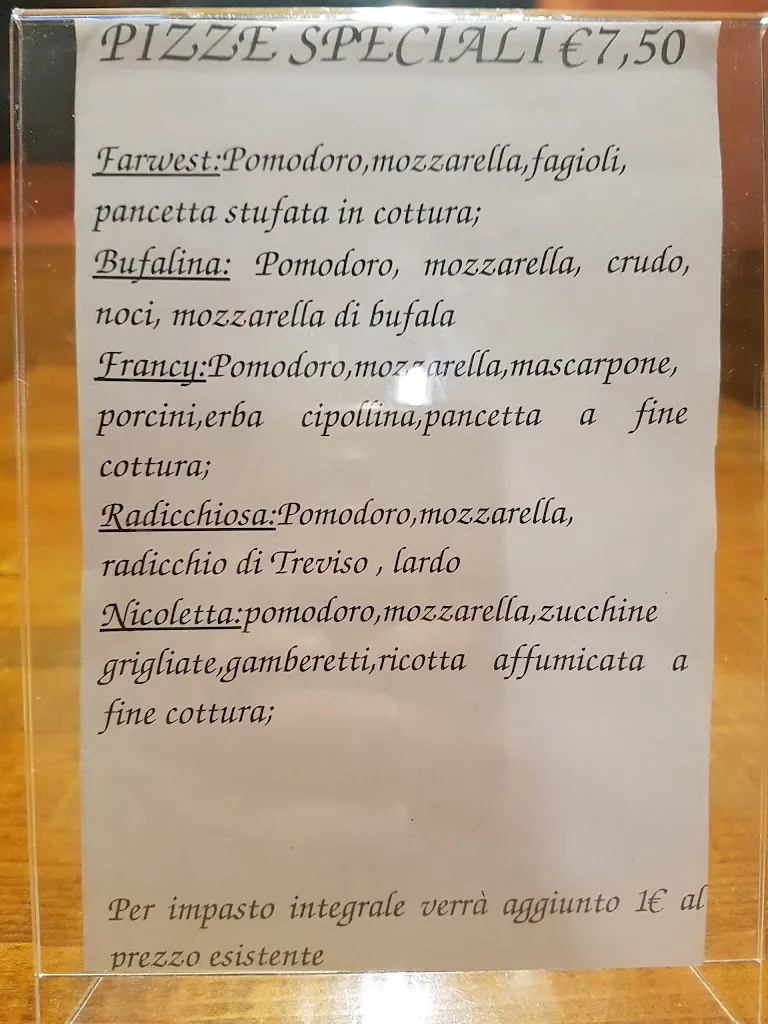 PIZZE SPECIALI €7,50
Farwest:Pomodoro,mozzarella,fagioli,
pancetta stufata in cottura;
Bufalina: Pomodoro, mozzarella, crudo,
noci, mozzarella di bufala
Francy:Pomodoro,mozzarella,mascarpone,
porcini,erba cipollina,pancetta a fine
cottura;
Radicchiosa:Pomodoro,mozzarella,
radicchio di Treviso , lardo
Nicoletta:pomodoro,mozzarella,zucchine
grigliate,gamberetti,ricotta affumicata a
fine cottura;
Per impasto integrale verrà aggiunto 1€ al
prezzo esistente